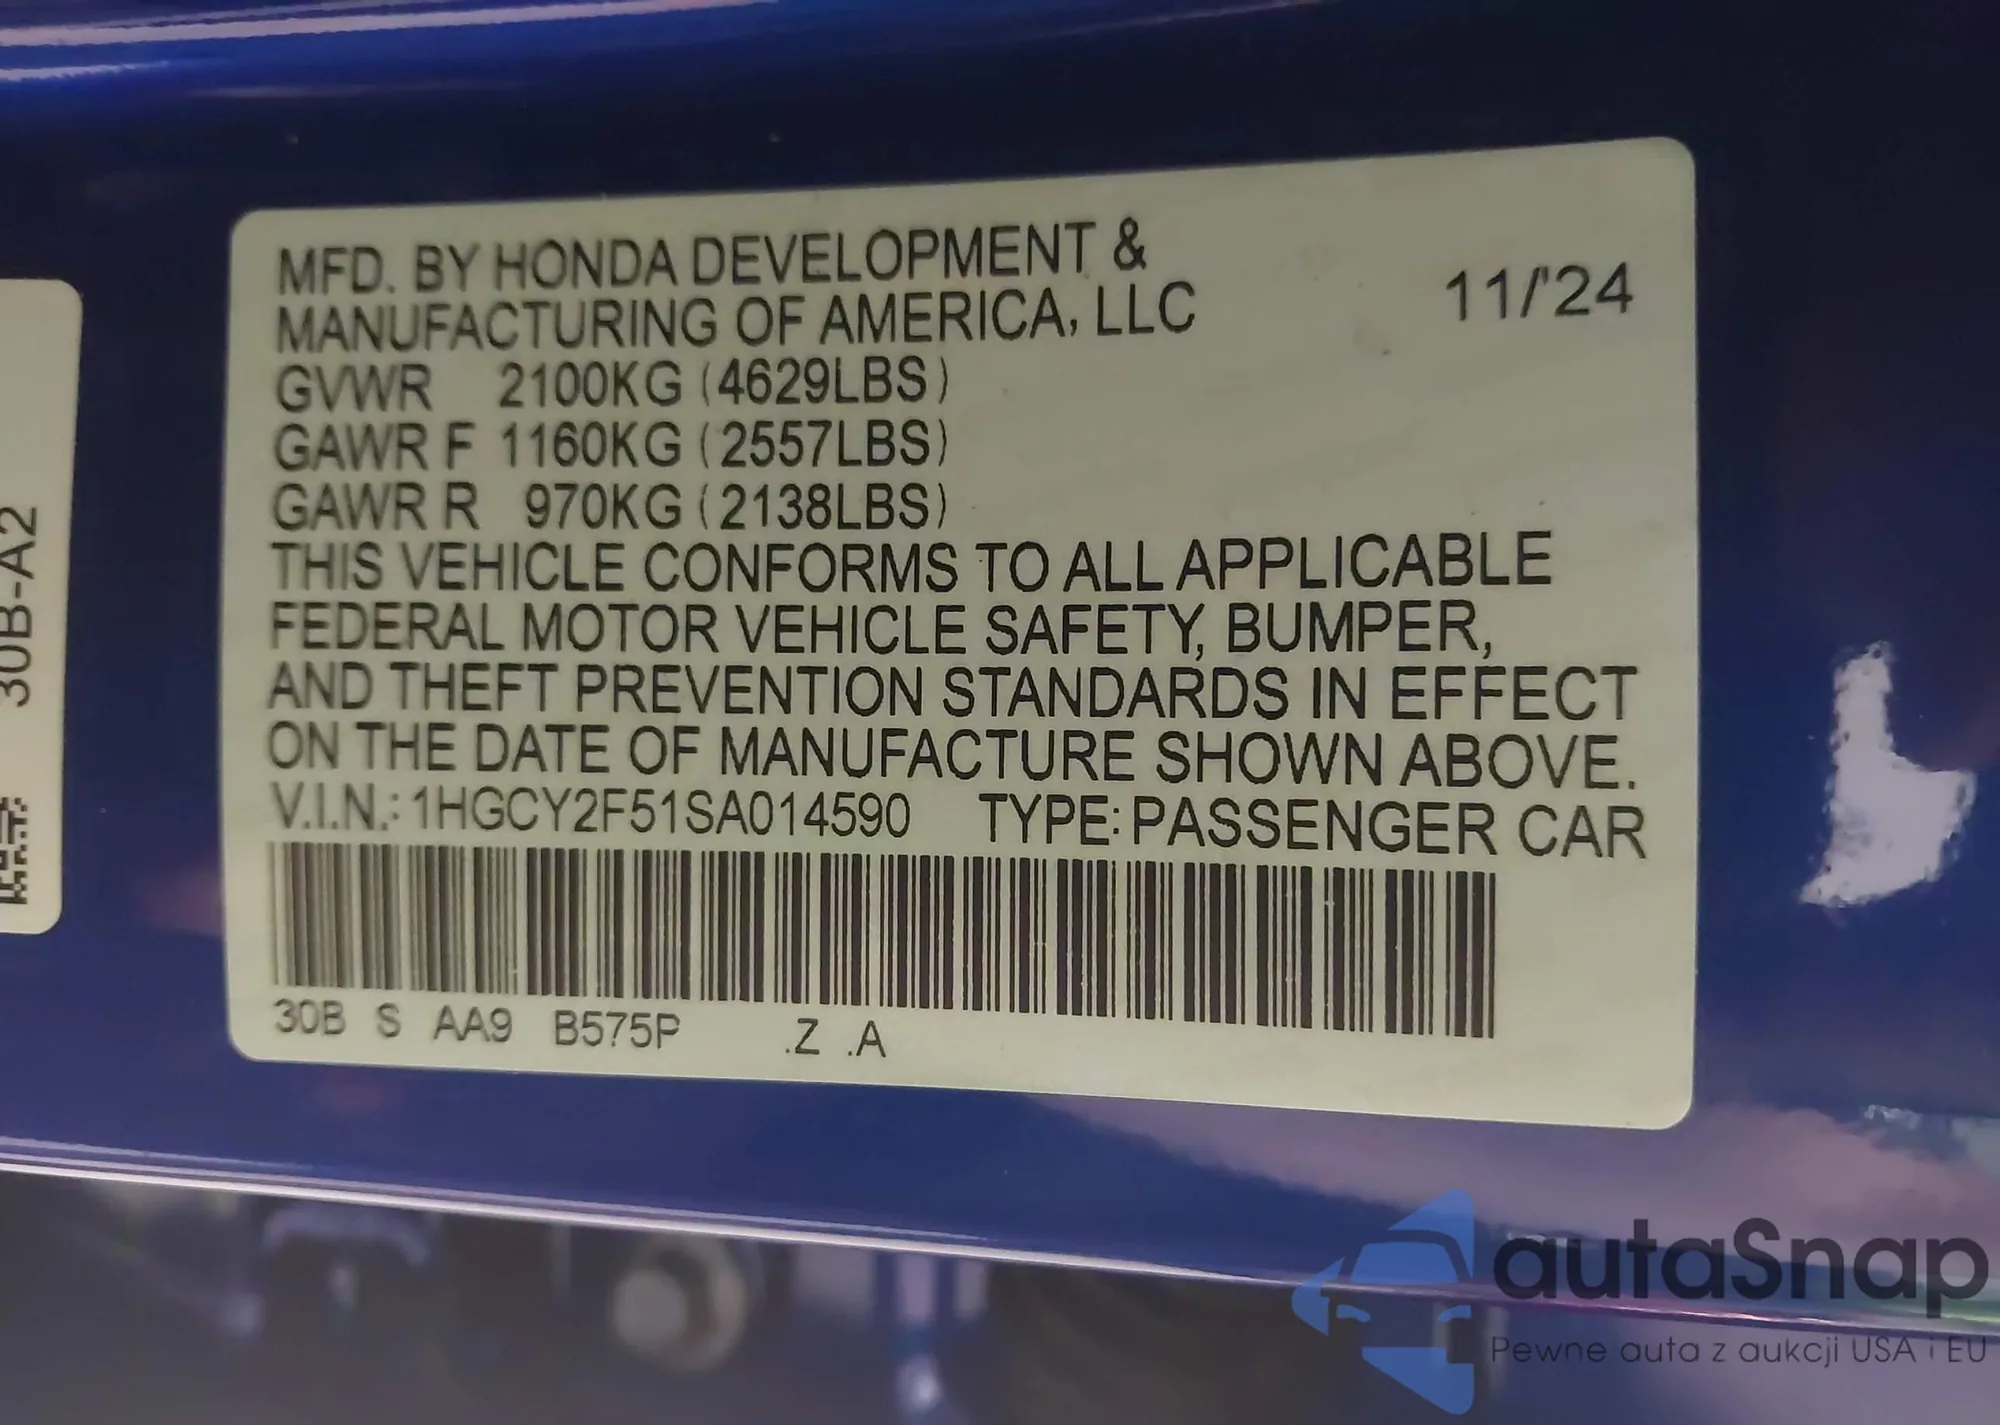 MFD. BY HONDA DEVELOPMENT &
MANUFACTURING OF AMERICA, LLC
11/'24
GVWR 2100KG (4629LBS)
GAWR F 1160KG (2557LBS)
GAWR R 970KG (2138LBS)
THIS VEHICLE CONFORMS TO ALL APPLICABLE
FEDERAL MOTOR VEHICLE SAFETY, BUMPER,
AND THEFT PREVENTION STANDARDS IN EFFECT
ON THE DATE OF MANUFACTURE SHOWN ABOVE.
V.I.N.: 1HGCY2F51SA014590 TYPE: PASSENGER CAR
30B S AA9 B575P .Z .A
30B-A2
autaSnap
Pewne auta z aukcji USA i EU